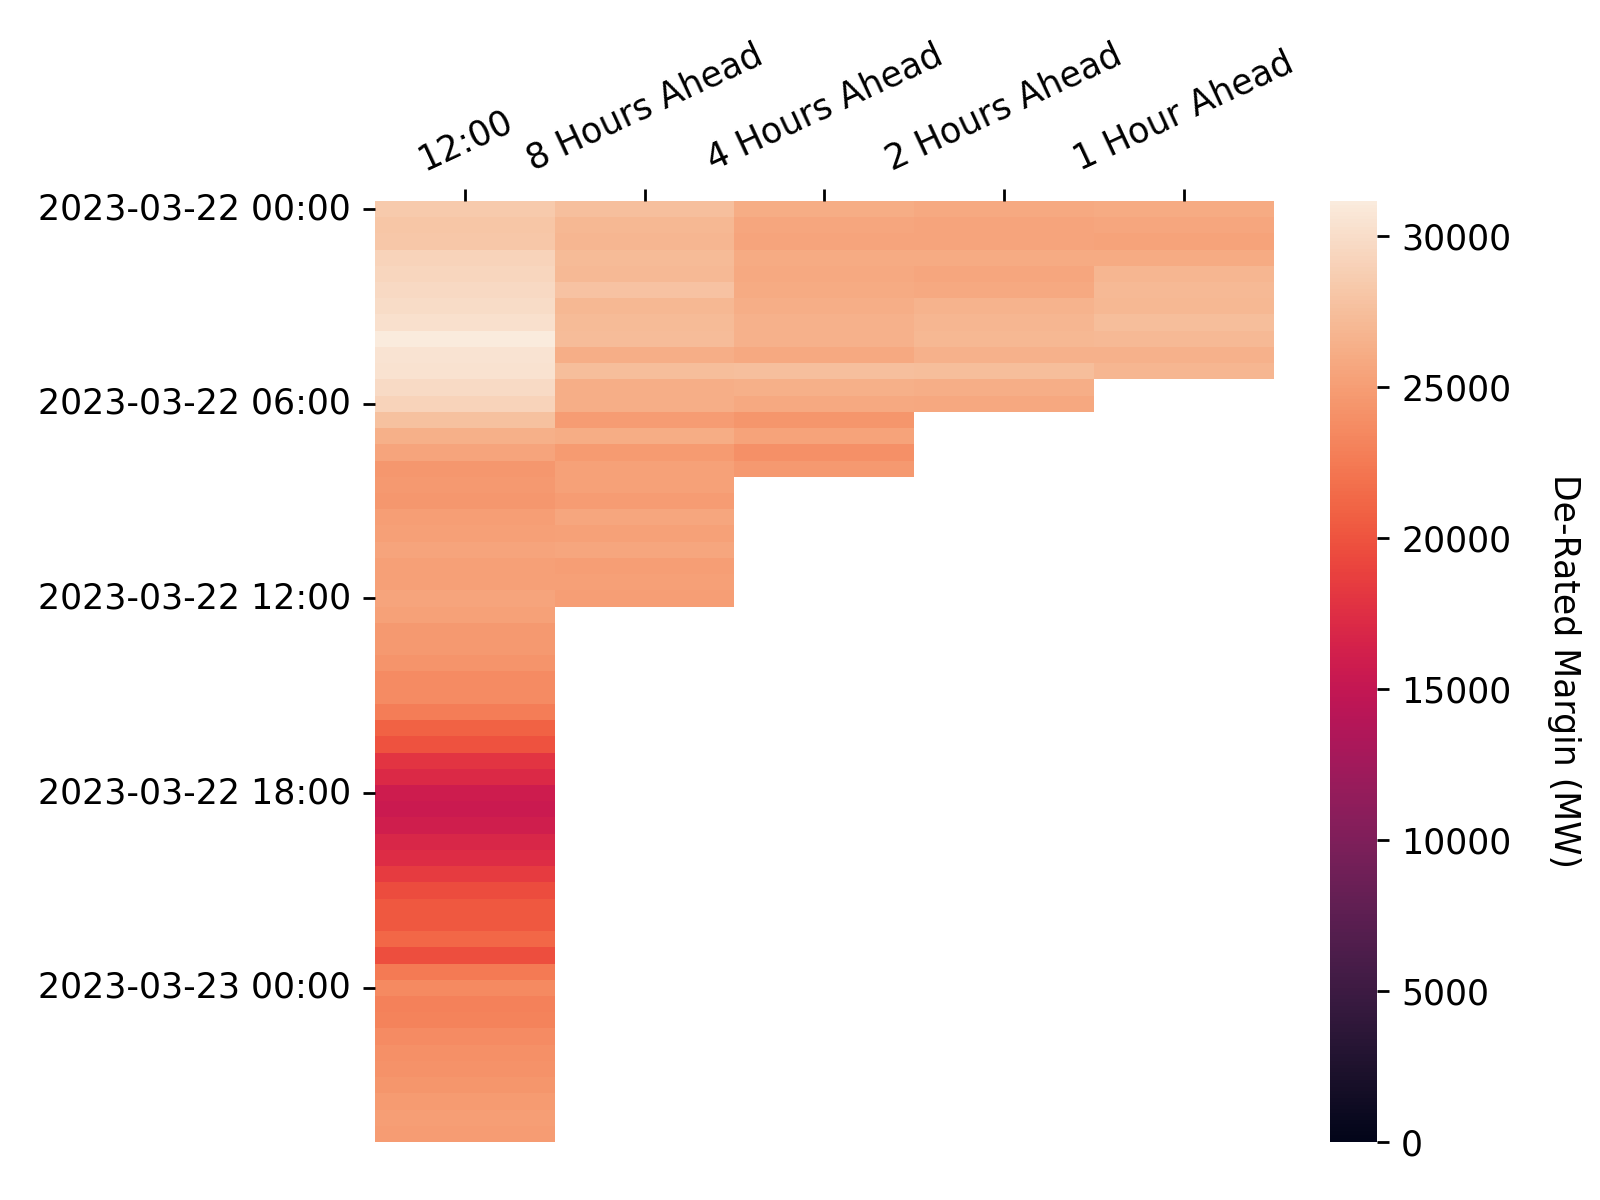 12:00
8 Hours Ahead
4 Hours Ahead
2 Hours Ahead
1 Hour Ahead
2023-03-22 00:00
2023-03-22 06:00
2023-03-22 12:00
2023-03-22 18:00
2023-03-23 00:00
30000
25000
20000
15000
10000
5000
0
De-Rated Margin (MW)